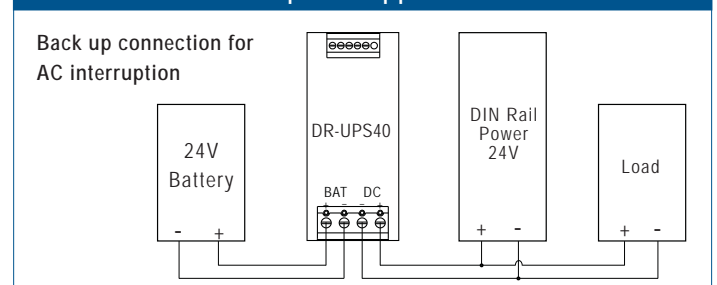 Back up connection for
AC interruption
DR-UPS40
BAT DC
+ - - +
24V
Battery
- +
DIN Rail
Power
24V
+ -
Load
+ -